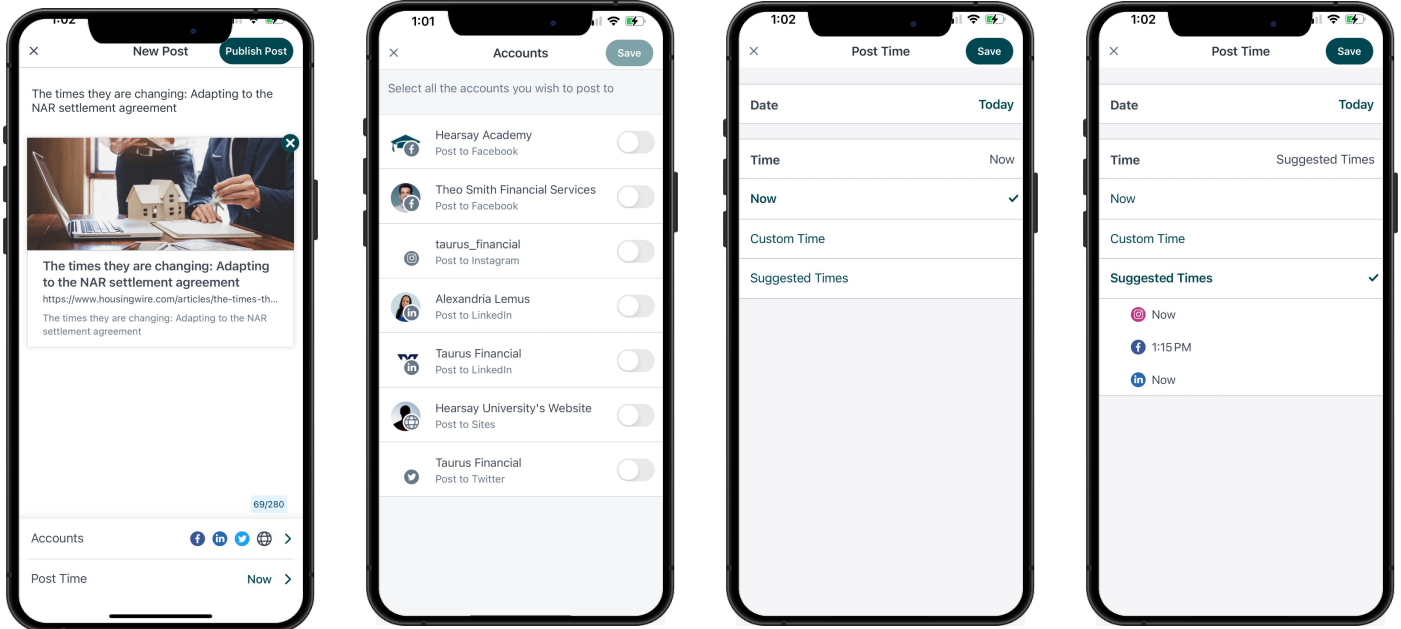 1:02
New Post
Publish Post
The times they are changing: Adapting to the
NAR settlement agreement
The times they are changing: Adapting
to the NAR settlement agreement
https://www.housingwire.com/articles/the-times-th...
The times they are changing: Adapting to the NAR
settlement agreement
69/280
Accounts
Post Time
Now
1:01
Accounts
Save
Select all the accounts you wish to post to
Hearsay Academy
Post to Facebook
Theo Smith Financial Services
Post to Facebook
taurus_financial
Post to Instagram
Alexandria Lemus
Post to LinkedIn
Taurus Financial
Post to LinkedIn
Hearsay University's Website
Post to Sites
Taurus Financial
Post to Twitter
1:02
Post Time
Save
Date
Today
Time
Now
Now
Custom Time
Suggested Times
1:02
Post Time
Save
Date
Today
Time
Suggested Times
Now
Custom Time
Suggested Times
Now
1:15 PM
Now